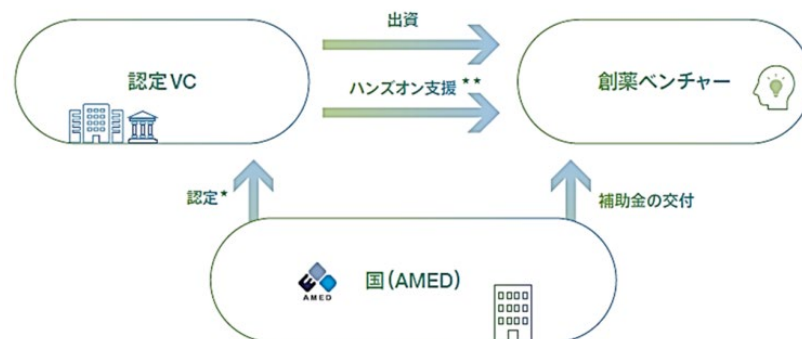 出資
認定VC
ハンズオン支援 ★★
創薬ベンチャー
認定★
補助金の交付
AMED
国(AMED)